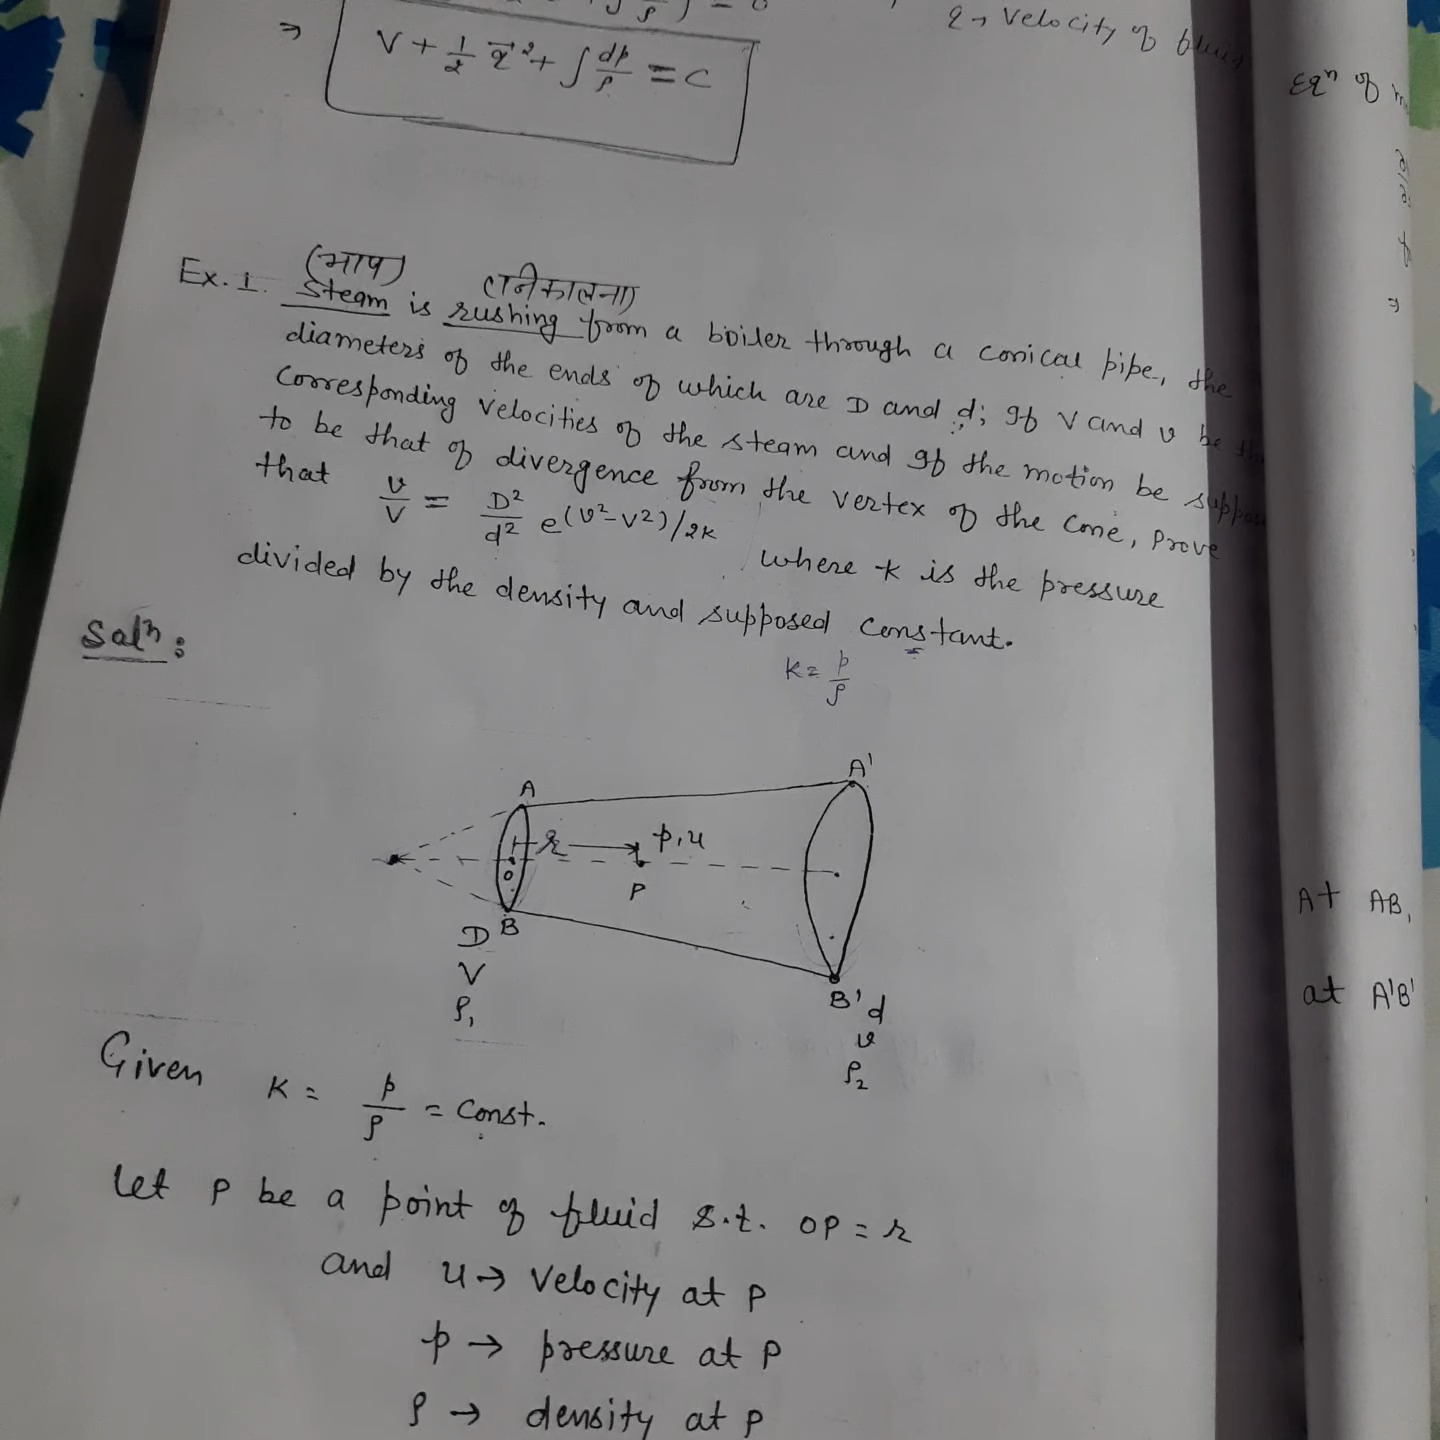 ⇒ V + 1/2 q⃗² + ∫ dp/ρ = C
q → Velocity of fluid
Ex. 1. Steam (भाप) is rushing (निकालना) from a boiler through a conical pipe, the
diameters of the ends of which are D and d; If V and v be the
Corresponding Velocities of the steam and If the motion be suppose
to be that of divergence from the vertex of the cone, Prove
that v/V = D²/d² e^(v²-V²)/2K where K is the pressure
divided by the density and supposed constant.
K = p/ρ
Solⁿ:
A
A'
r
p, u
O
P
B
D
V
ρ₁
B'
d
v
ρ₂
Given K = p/ρ = Const.
Let P be a point of fluid s.t. OP = r
and u → Velocity at P
p → pressure at P
ρ → density at P
Eqⁿ of
At AB,
at A'B'